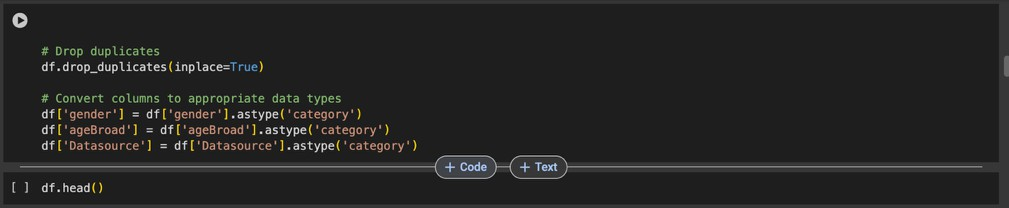 # Drop duplicates
df.drop_duplicates(inplace=True)
# Convert columns to appropriate data types
df['gender'] = df['gender'].astype('category')
df['ageBroad'] = df['ageBroad'].astype('category')
df['Datasource'] = df['Datasource'].astype('category')
+ Code + Text
[ ] df.head()